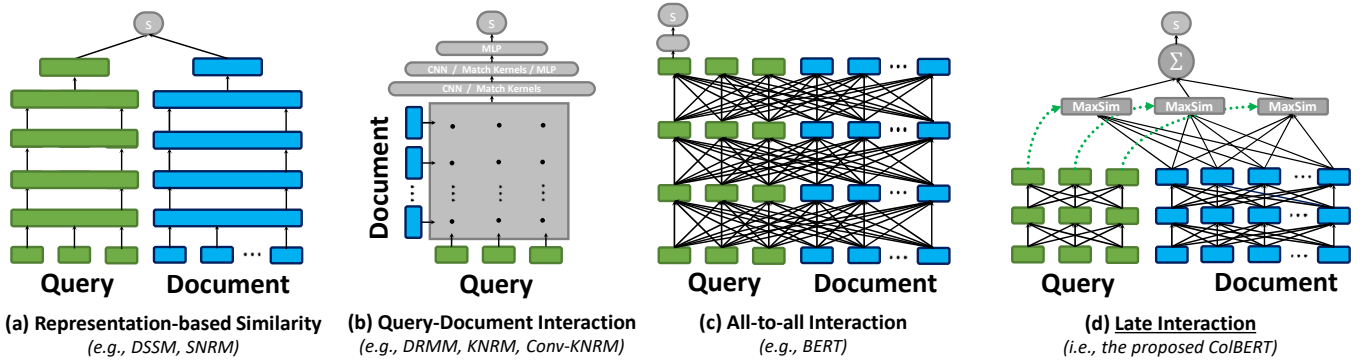 S
Query
Document
(a) Representation-based Similarity
(e.g., DSSM, SNRM)
S
MLP
CNN / Match Kernels / MLP
CNN / Match Kernels
Document
Query
(b) Query-Document Interaction
(e.g., DRMM, KNRM, Conv-KNRM)
S
Query
Document
(c) All-to-all Interaction
(e.g., BERT)
S
Σ
MaxSim
MaxSim
MaxSim
Query
Document
(d) Late Interaction
(i.e., the proposed ColBERT)